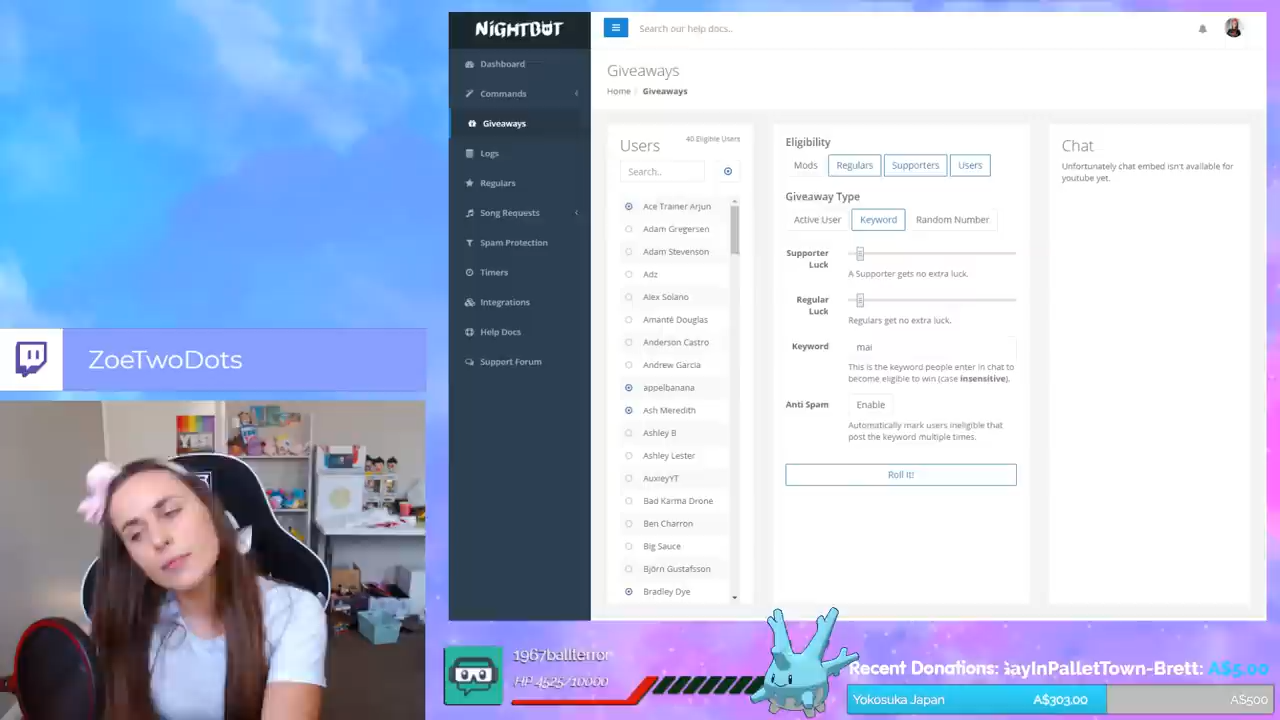 NIGHTBOT
Search our help docs..
Dashboard
Commands
Giveaways
Logs
Regulars
Song Requests
Spam Protection
Timers
Integrations
Help Docs
Support Forum
Giveaways
Home / Giveaways
Users
40 Eligible Users
Search..
Ace Trainer Arjun
Adam Gregersen
Adam Stevenson
Adz
Alex Solano
Amanté Douglas
Anderson Castro
Andrew Garcia
appelbanana
Ash Meredith
Ashley B
Ashley Lester
AuxieyYT
Bad Karma Drone
Ben Charron
Big Sauce
Björn Gustafsson
Bradley Dye
Eligibility
Mods Regulars Supporters Users
Giveaway Type
Active User Keyword Random Number
Supporter
Luck
A Supporter gets no extra luck.
Regular
Luck
Regulars get no extra luck.
Keyword
mai
This is the keyword people enter in chat to
become eligible to win (case insensitive).
Anti Spam
Enable
Automatically mark users ineligible that
post the keyword multiple times.
Roll It!
Chat
Unfortunately chat embed isn't available for
youtube yet.
ZoeTwoDots
1967ballterror
HP 4525/10000
Recent Donations: GayInPalletTown-Brett: A$5.00
Yokosuka Japan A$303.00 A$500